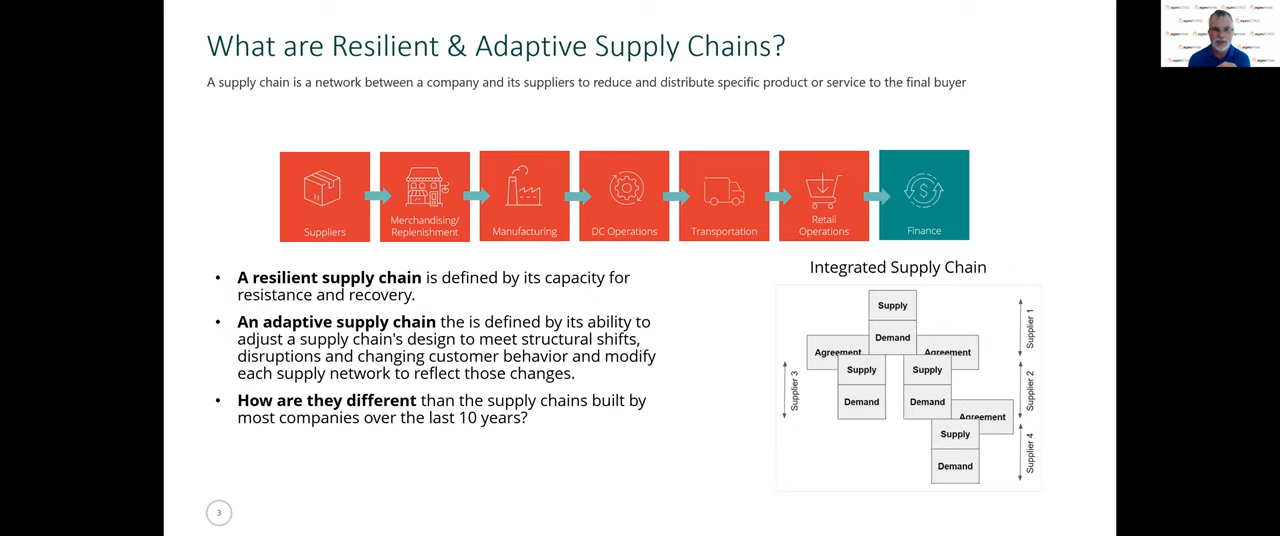 What are Resilient & Adaptive Supply Chains?
A supply chain is a network between a company and its suppliers to reduce and distribute specific product or service to the final buyer
Suppliers
Merchandising/
Replenishment
Manufacturing
DC Operations
Transportation
Retail
Operations
Finance
• A resilient supply chain is defined by its capacity for
resistance and recovery.
• An adaptive supply chain the is defined by its ability to
adjust a supply chain's design to meet structural shifts,
disruptions and changing customer behavior and modify
each supply network to reflect those changes.
• How are they different than the supply chains built by
most companies over the last 10 years?
Integrated Supply Chain
Supply
Demand
Agreement
Agreement
Supply
Supply
Demand
Demand
Agreement
Supply
Demand
Supplier 1
Supplier 3
Supplier 2
Supplier 4
3